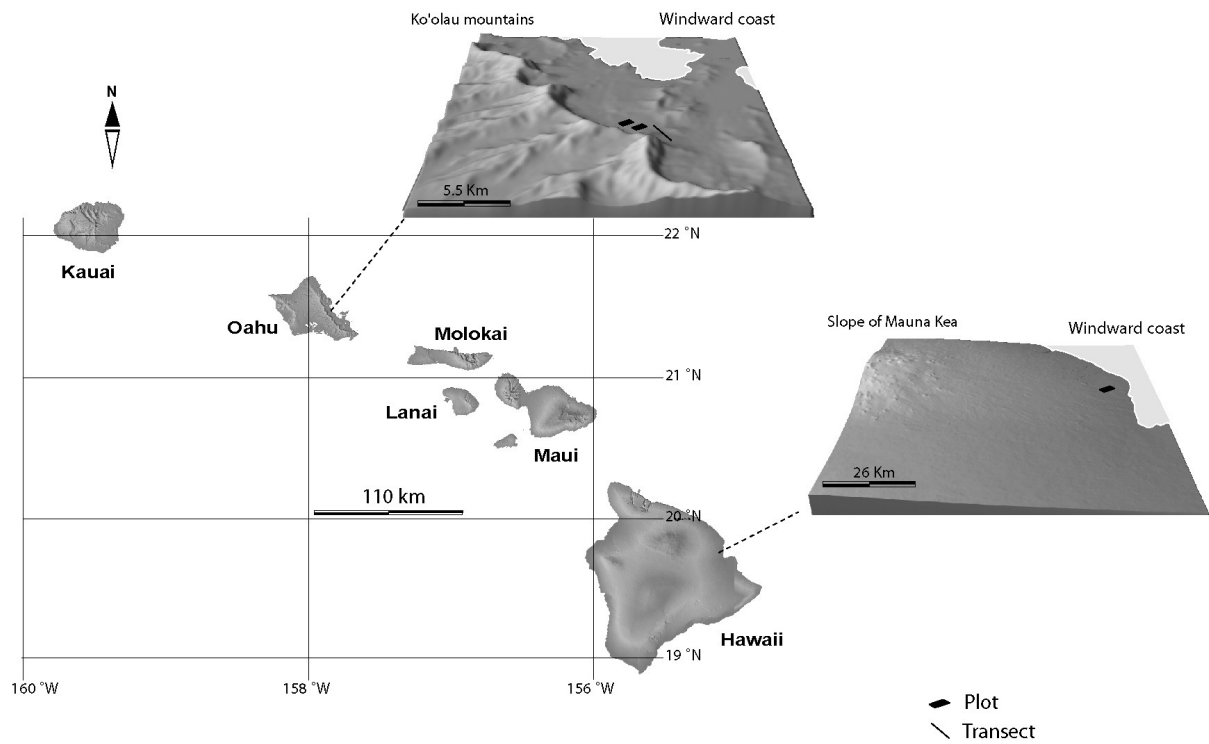 Ko'olau mountains
Windward coast
N
5.5 Km
22 °N
Kauai
Oahu
Molokai
Slope of Mauna Kea
Windward coast
21 °N
Lanai
Maui
26 Km
110 km
20 °N
Hawaii
19 °N
160 °W
158 °W
156 °W
Plot
Transect